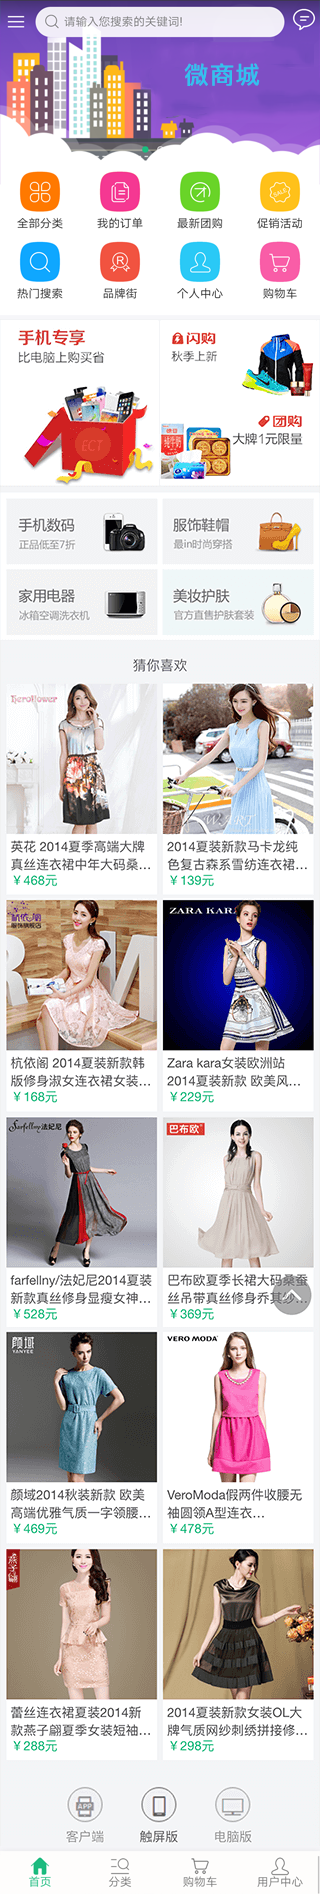 请输入您搜索的关键词!
微商城
全部分类
我的订单
最新团购
促销活动
热门搜索
品牌街
个人中心
购物车
手机专享
比电脑上购买省
ECT
闪购
秋季上新
团购
大牌1元限量
手机数码
正品低至7折
服饰鞋帽
最in时尚穿搭
家用电器
冰箱空调洗衣机
美妆护肤
官方直售护肤套装
猜你喜欢
英花 2014夏季高端大牌
真丝连衣裙中年大码桑…
￥468元
2014夏装新款马卡龙纯
色复古森系雪纺连衣裙…
￥139元
杭依阁
杭依阁 2014夏装新款韩
版修身淑女连衣裙女装…
￥168元
ZARA KARA
Zara kara女装欧洲站
2014夏装新款 欧美风…
￥229元
Sarfellny法妃尼
farfellny/法妃尼2014夏装
新款真丝修身显瘦女神…
￥528元
巴布欧
巴布欧夏季长裙大码桑蚕
丝吊带真丝修身乔其纱…
￥369元
颜域
YANYEE
颜域2014秋装新款 欧美
高端优雅气质一字领腰…
￥469元
VERO MODA
VeroModa假两件收腰无
袖圆领A型连衣…
￥478元
蕾丝连衣裙夏装2014新
款燕子翩夏季女装短袖…
￥288元
2014夏装新款女装OL大
牌气质网纱刺绣拼接修…
￥298元
APP
客户端
触屏版
电脑版
首页
分类
购物车
用户中心